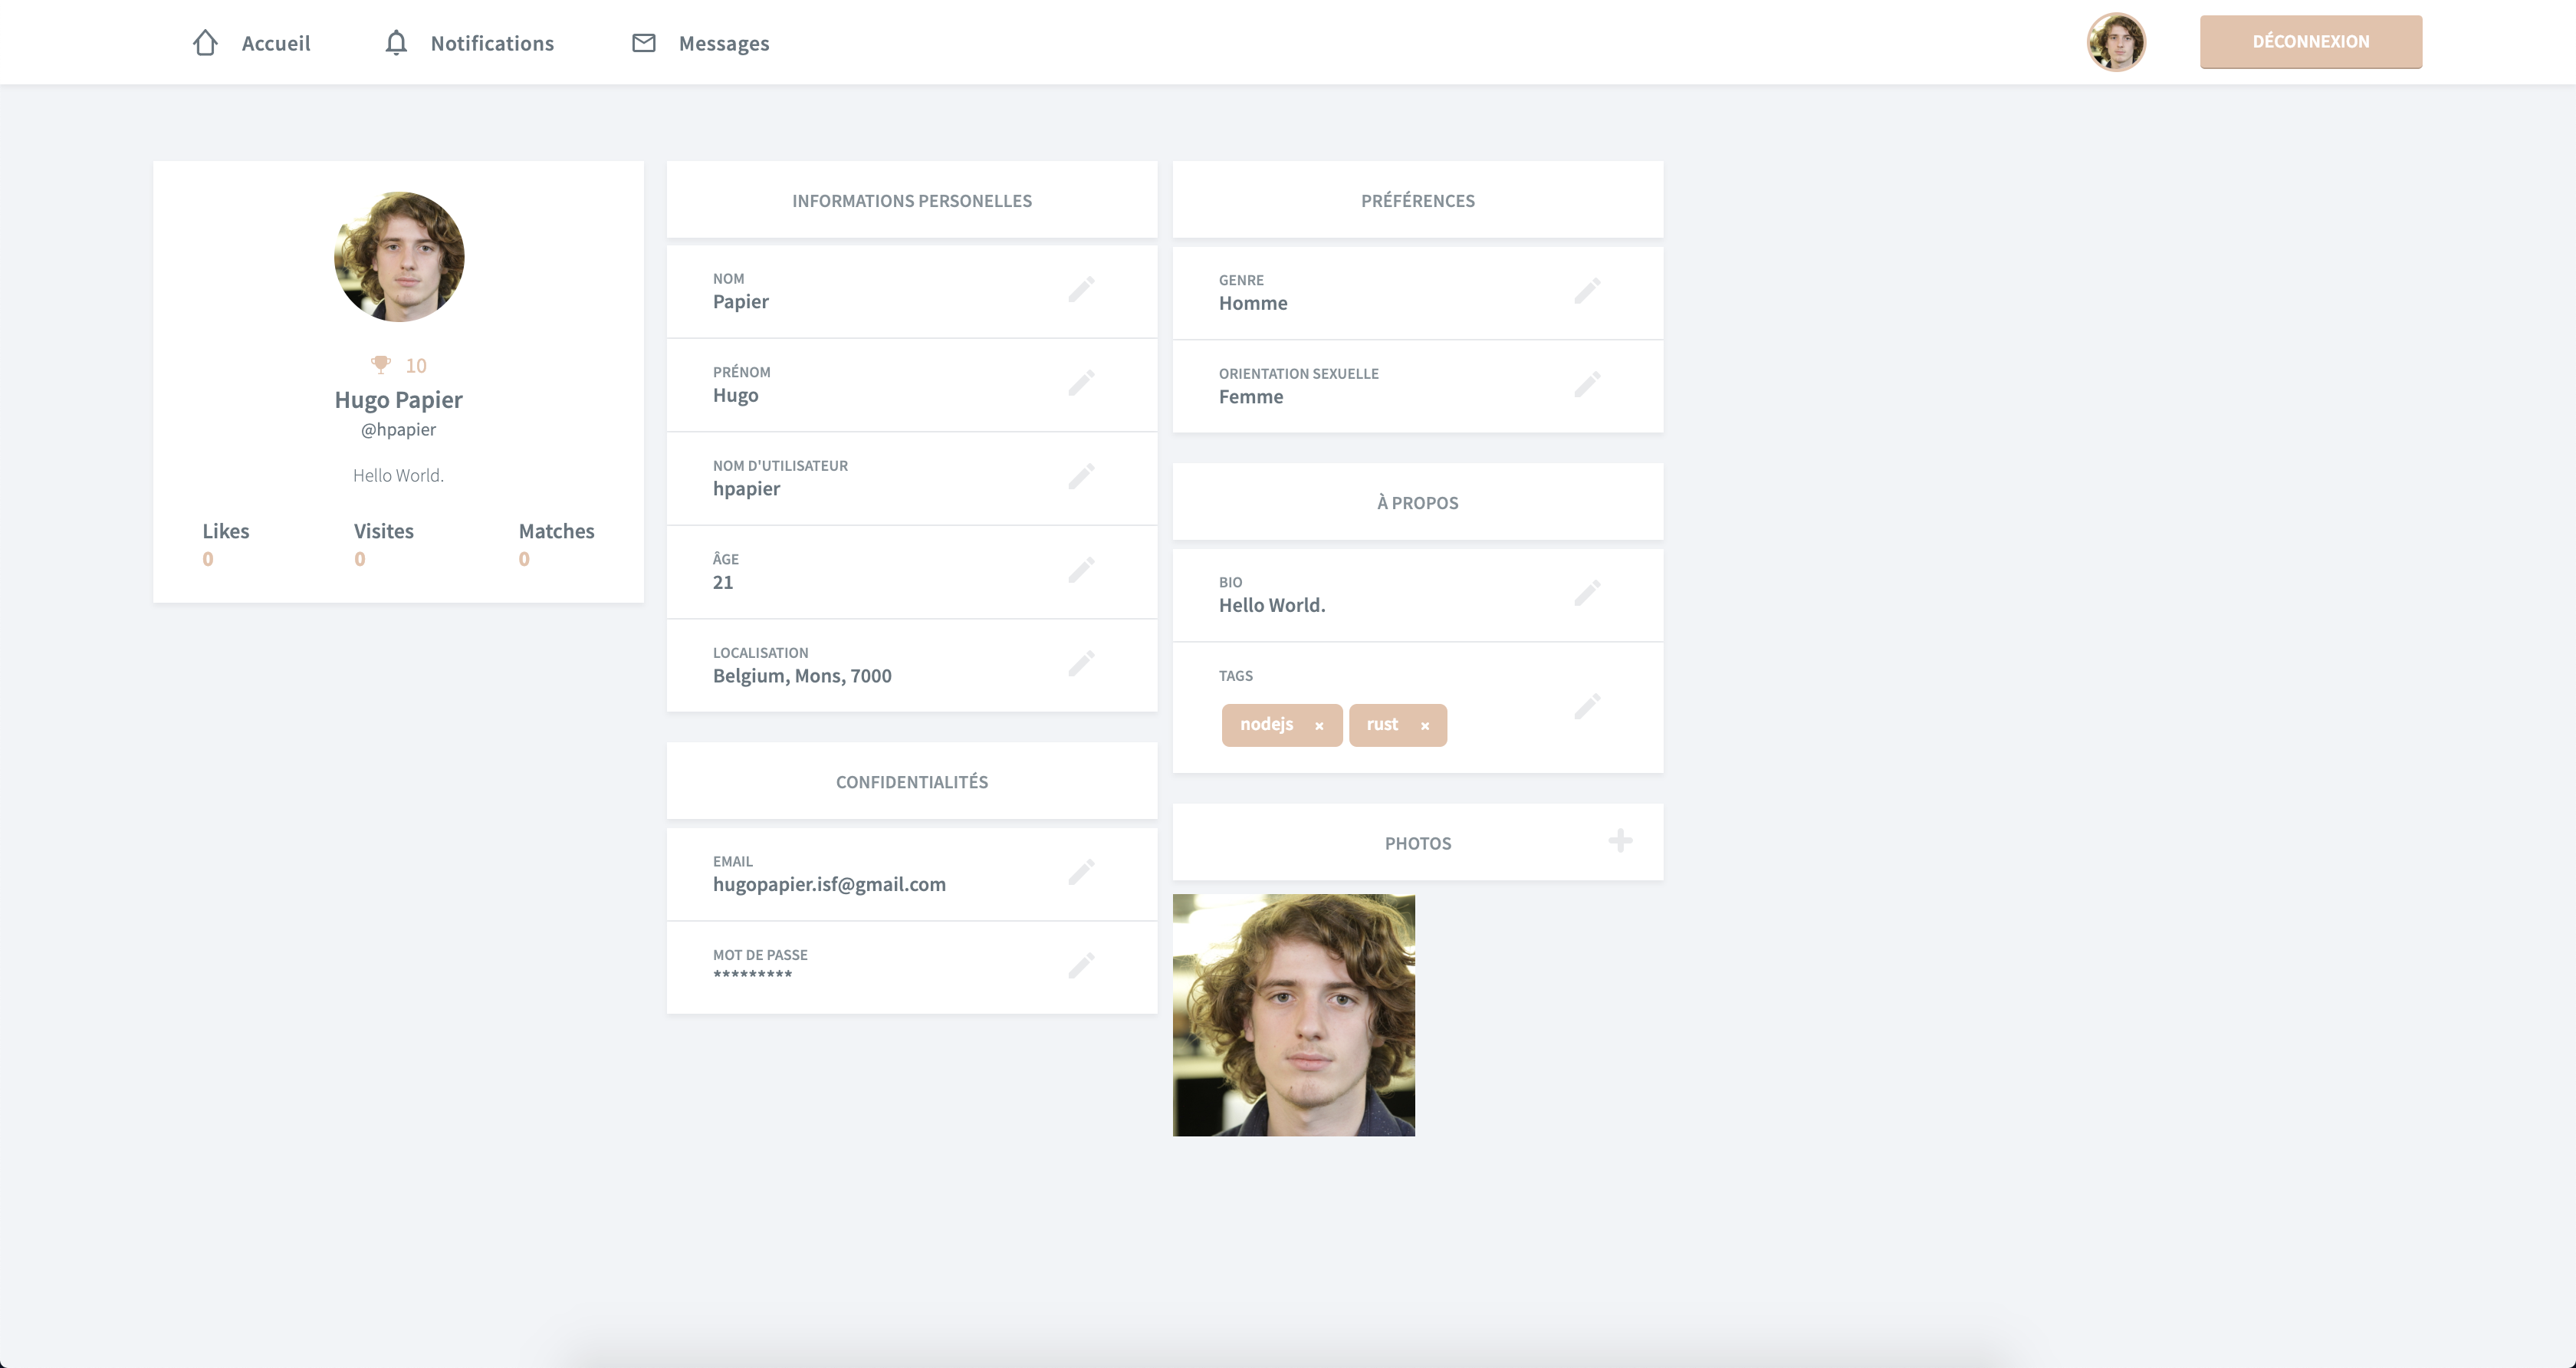 Accueil
Notifications
Messages
DÉCONNEXION
10
Hugo Papier
@hpapier
Hello World.
Likes
Visites
Matches
0
0
0
INFORMATIONS PERSONELLES
NOM
Papier
PRÉNOM
Hugo
NOM D'UTILISATEUR
hpapier
ÂGE
21
LOCALISATION
Belgium, Mons, 7000
CONFIDENTIALITÉS
EMAIL
hugopapier.isf@gmail.com
MOT DE PASSE
*********
PRÉFÉRENCES
GENRE
Homme
ORIENTATION SEXUELLE
Femme
À PROPOS
BIO
Hello World.
TAGS
nodejs ×
rust ×
PHOTOS